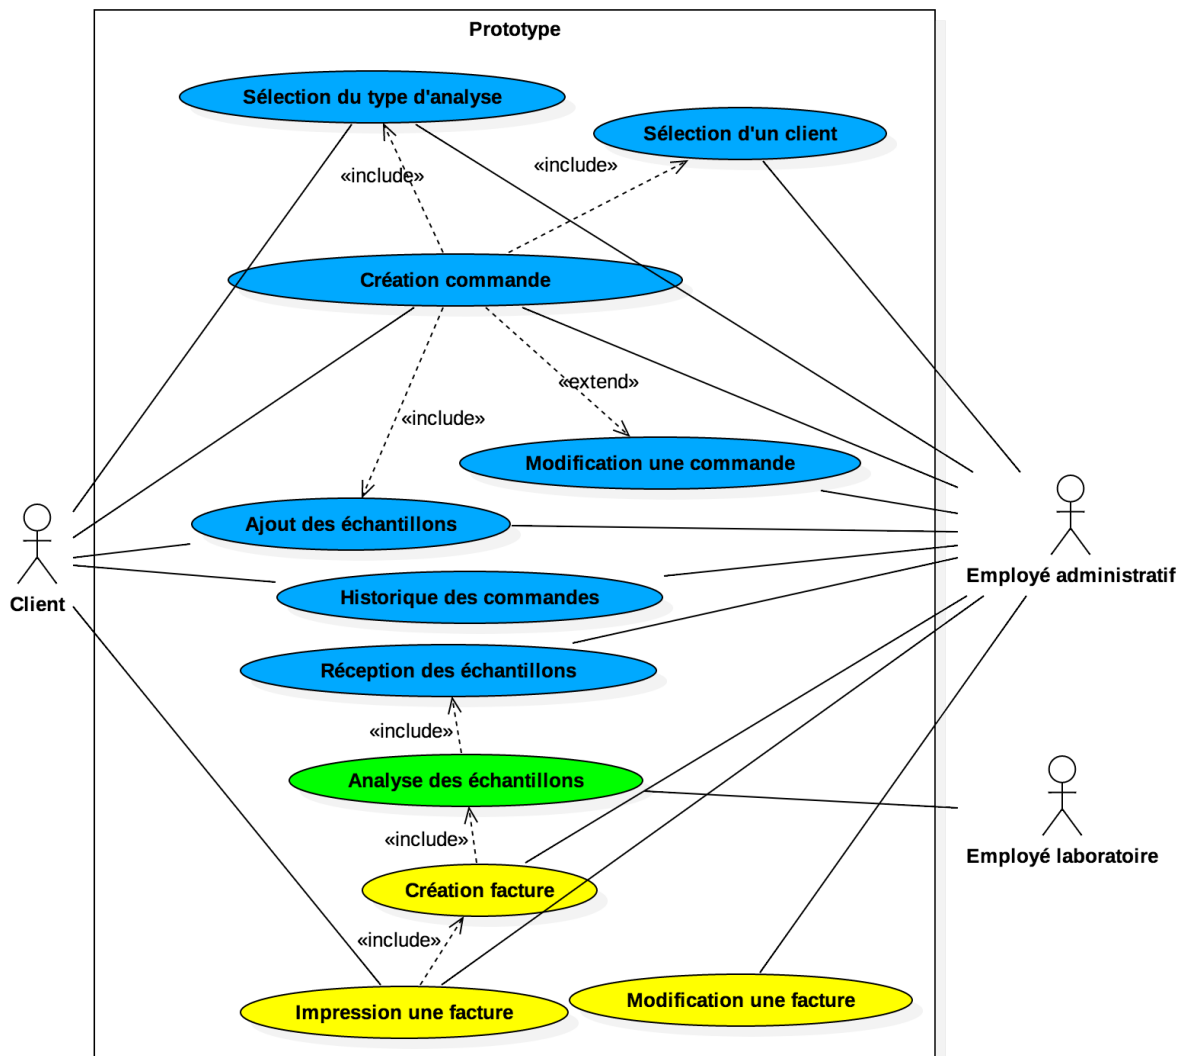 Prototype
Sélection du type d'analyse
Sélection d'un client
«include»
«include»
Création commande
«extend»
«include»
Modification une commande
Ajout des échantillons
Employé administratif
Client
Historique des commandes
Réception des échantillons
«include»
Analyse des échantillons
«include»
Employé laboratoire
Création facture
«include»
Impression une facture
Modification une facture